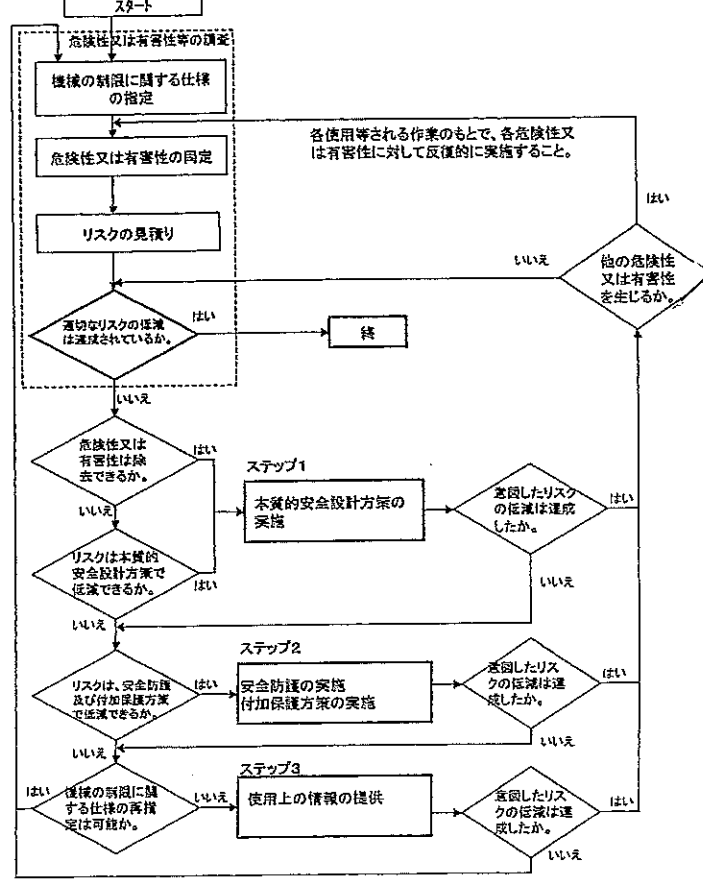 スタート
危険性又は有害性等の調査
機械の制限に関する仕様
の指定
各使用等される作業のもとで、各危険性又
は有害性に対して反復的に実施すること。
危険性又は有害性の同定
はい
リスクの見積り
いいえ
他の危険性
又は有害性
を生じるか。
適切なリスクの低減
は達成されているか。
はい
終
いいえ
危険性又は
有害性は除
去できるか。
はい
ステップ1
本質的安全設計方策の
実施
意図したリスク
の低減は達成
したか。
はい
いいえ
リスクは本質的
安全設計方策で
低減できるか。
はい
いいえ
いいえ
ステップ2
リスクは、安全防護
及び付加保護方策
で低減できるか。
はい
安全防護の実施
付加保護方策の実施
意図したリス
クの低減は達
成したか。
はい
いいえ
いいえ
ステップ3
はい
機械の制限に関
する仕様の再指
定は可能か。
いいえ
使用上の情報の提供
意図したリス
クの低減は達
成したか。
はい
いいえ